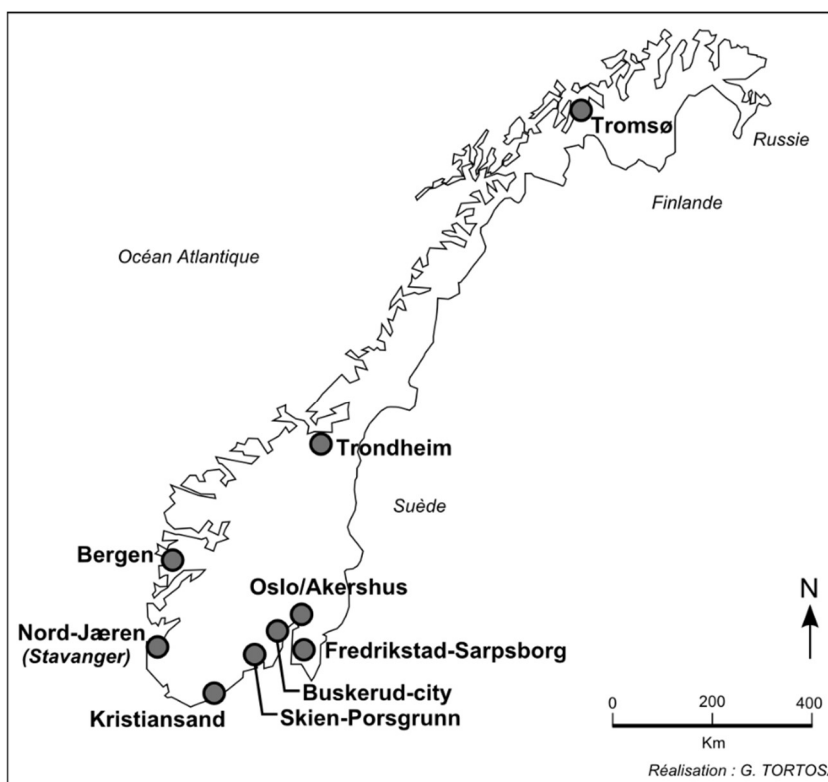 Tromsø
Russie
Finlande
Océan Atlantique
Trondheim
Suède
Bergen
Oslo/Akershus
Nord-Jæren
(Stavanger)
Fredrikstad-Sarpsborg
Buskerud-city
Kristiansand
Skien-Porsgrunn
N
0 200 400
Km
Réalisation : G. TORTOS